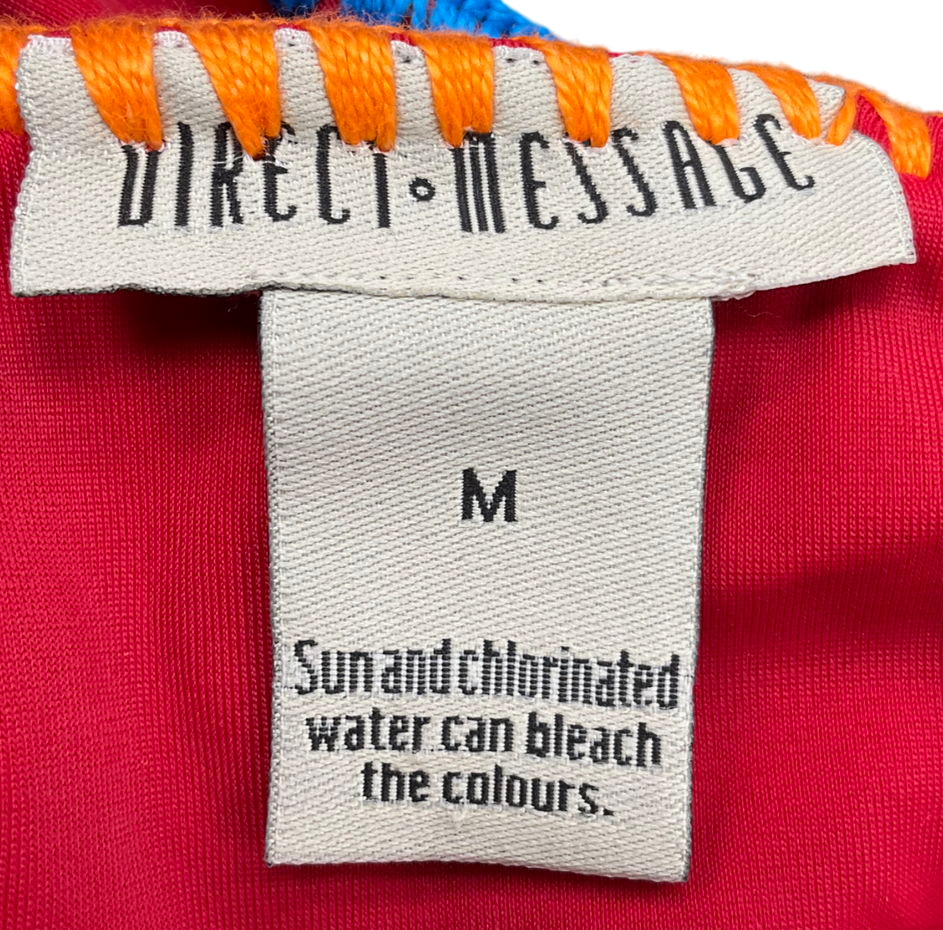 DIRECT • MESSAGE
M
Sun and chlorinated
water can bleach
the colours.